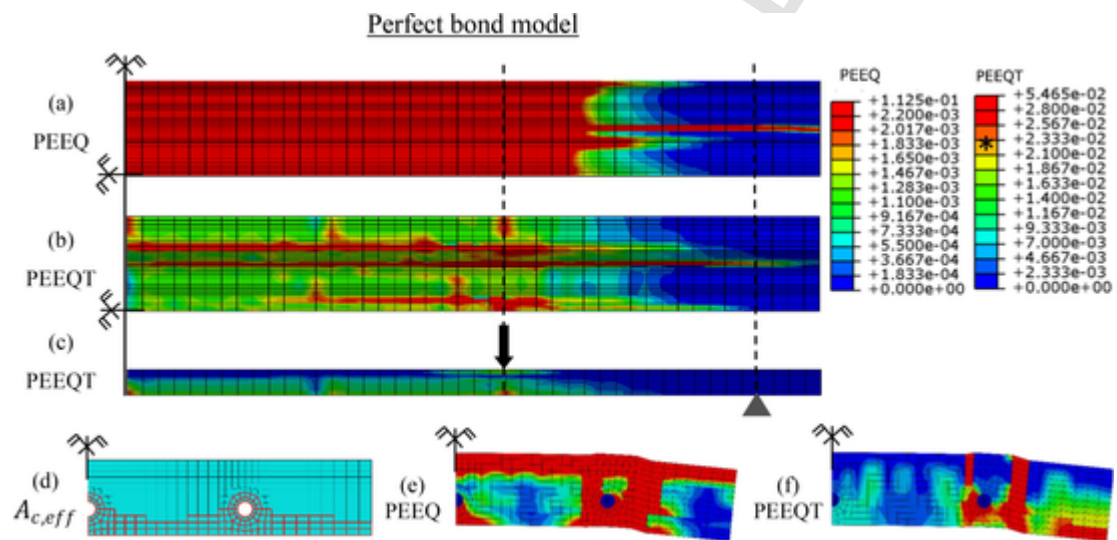 Perfect bond model
(a)
PEEQ
(b)
PEEQT
(c)
PEEQT
PEEQ
+1.125e-01
+2.200e-03
+2.017e-03
+1.833e-03
+1.650e-03
+1.467e-03
+1.283e-03
+1.100e-03
+9.167e-04
+7.333e-04
+5.500e-04
+3.667e-04
+1.833e-04
+0.000e+00
PEEQT
+5.465e-02
+2.800e-02
+2.567e-02
+2.333e-02
*
+2.100e-02
+1.867e-02
+1.633e-02
+1.400e-02
+1.167e-02
+9.333e-03
+7.000e-03
+4.667e-03
+2.333e-03
+0.000e+00
(d)
A_{c,eff}
(e)
PEEQ
(f)
PEEQT